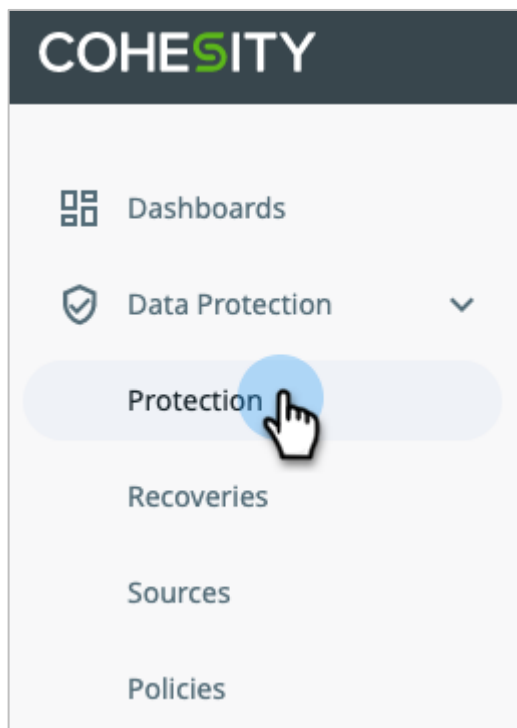 COHESITY
Dashboards
Data Protection
Protection
Recoveries
Sources
Policies